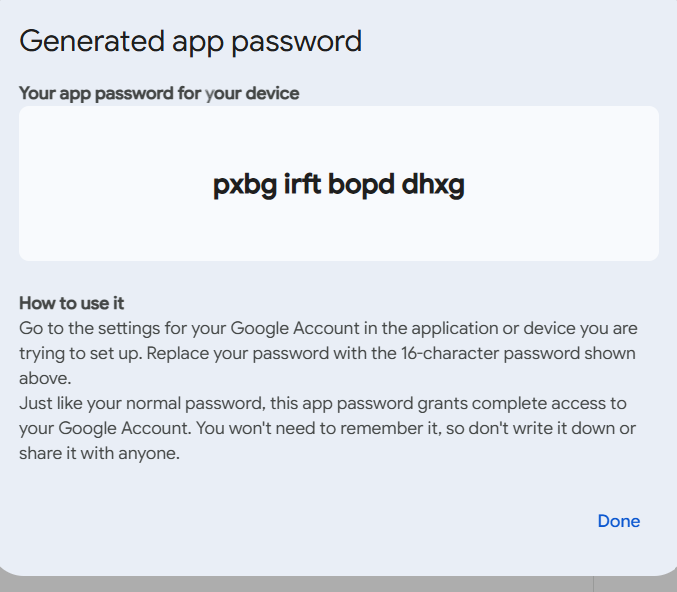 Generated app password
Your app password for your device
pxbg irft bopd dhxg
How to use it
Go to the settings for your Google Account in the application or device you are
trying to set up. Replace your password with the 16-character password shown
above.
Just like your normal password, this app password grants complete access to
your Google Account. You won't need to remember it, so don't write it down or
share it with anyone.
Done